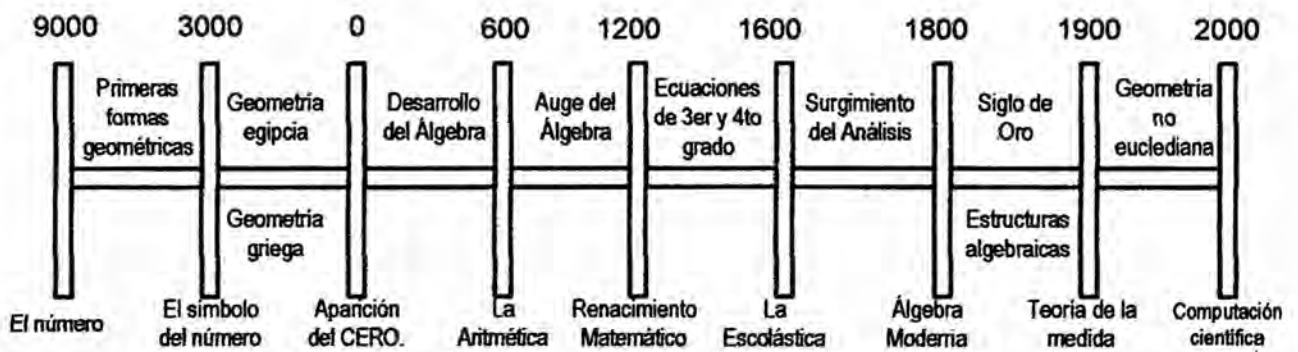 9000 3000 0 600 1200 1600 1800 1900 2000
Primeras
formas
geométricas
Geometría
egipcia
Desarrollo
del Álgebra
Auge del
Álgebra
Ecuaciones
de 3er y 4to
grado
Surgimiento
del Análisis
Siglo de
Oro
Geometria
no
euclediana
Geometria
griega
Estructuras
algebraicas
El número
El símbolo
del número
Aparición
del CERO.
La
Aritmética
Renacimiento
Matemático
La
Escolástica
Álgebra
Moderna
Teoría de la
medida
Computación
científica